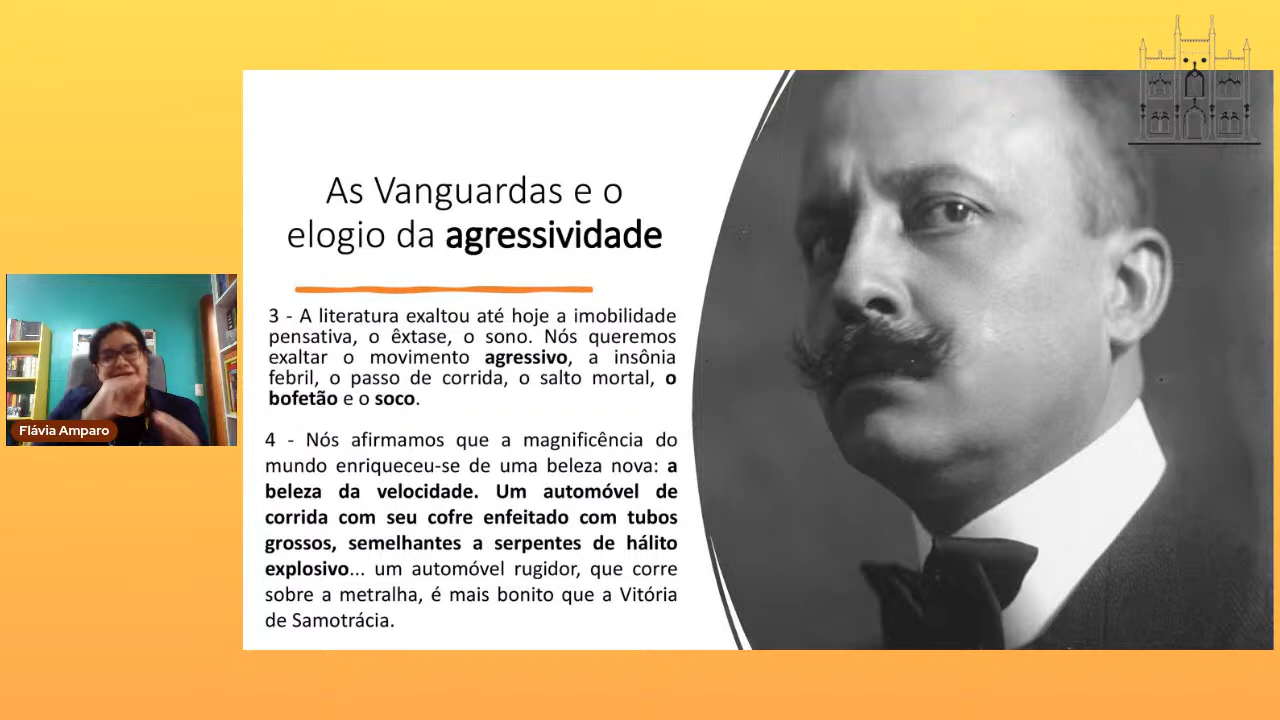 As Vanguardas e o
elogio da agressividade
3 - A literatura exaltou até hoje a imobilidade
pensativa, o êxtase, o sono. Nós queremos
exaltar o movimento agressivo, a insônia
febril, o passo de corrida, o salto mortal, o
bofetão e o soco.
4 - Nós afirmamos que a magnificência do
mundo enriqueceu-se de uma beleza nova: a
beleza da velocidade. Um automóvel de
corrida com seu cofre enfeitado com tubos
grossos, semelhantes a serpentes de hálito
explosivo... um automóvel rugidor, que corre
sobre a metralha, é mais bonito que a Vitória
de Samotrácia.
Flávia Amparo